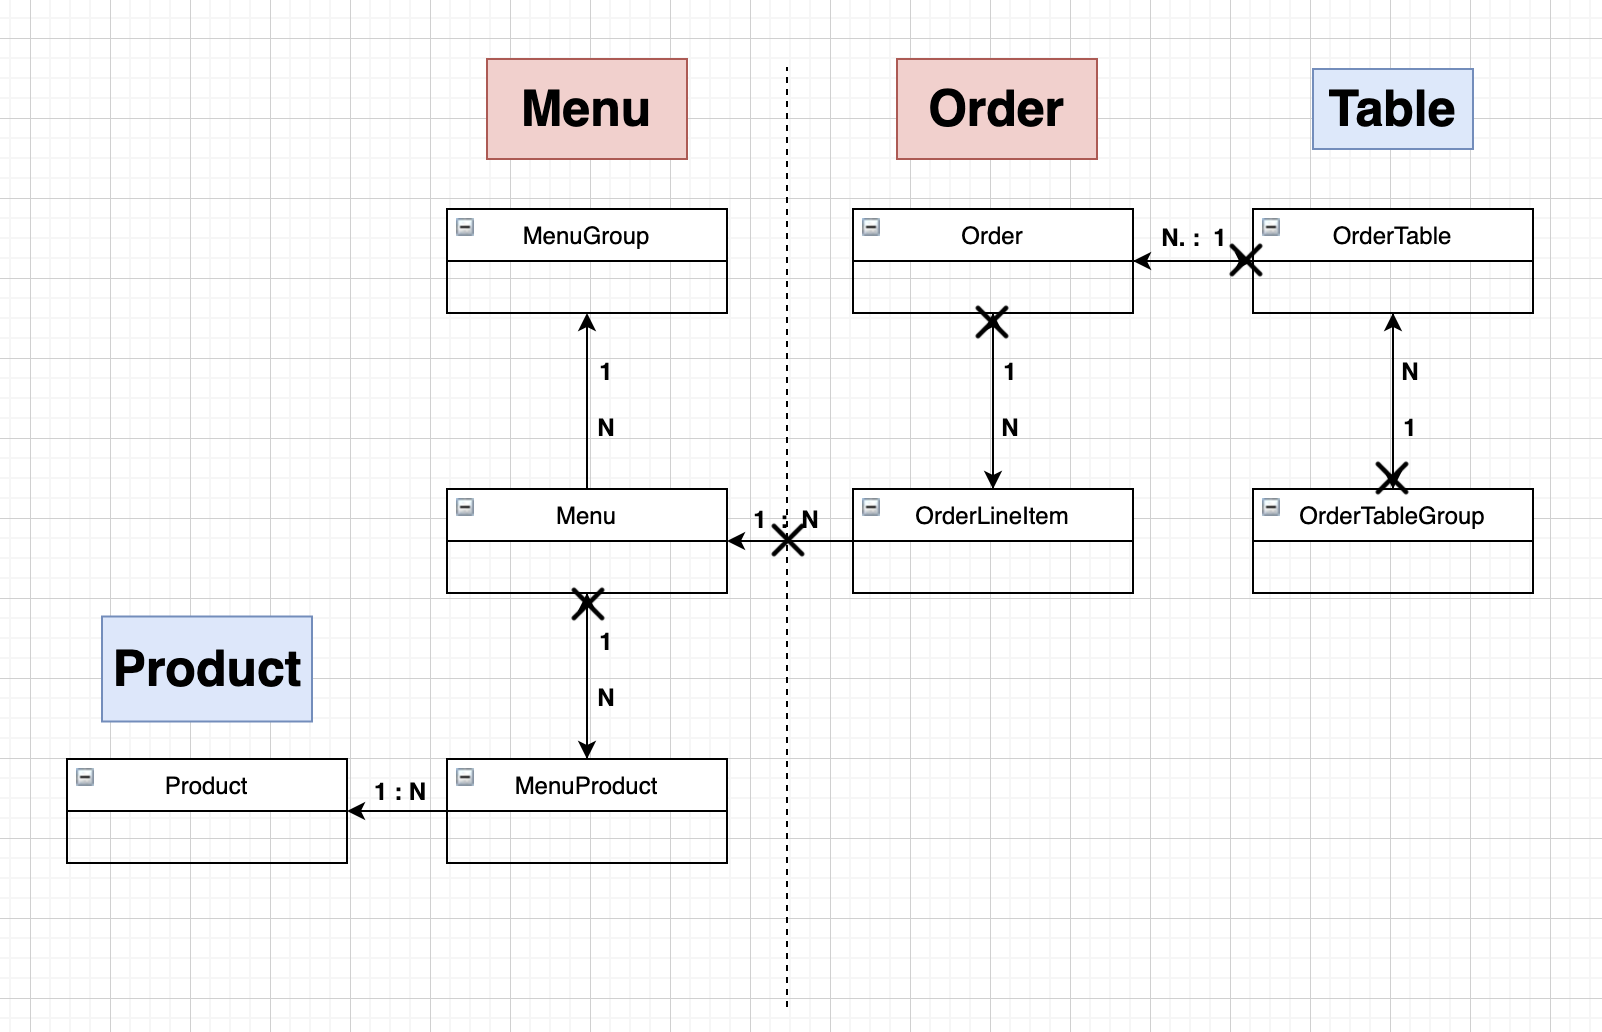 Menu
Order
Table
MenuGroup
Order
N. : 1
OrderTable
1
N
1
N
N
1
Menu
1 : N
OrderLineItem
OrderTableGroup
1
N
Product
Product
1 : N
MenuProduct